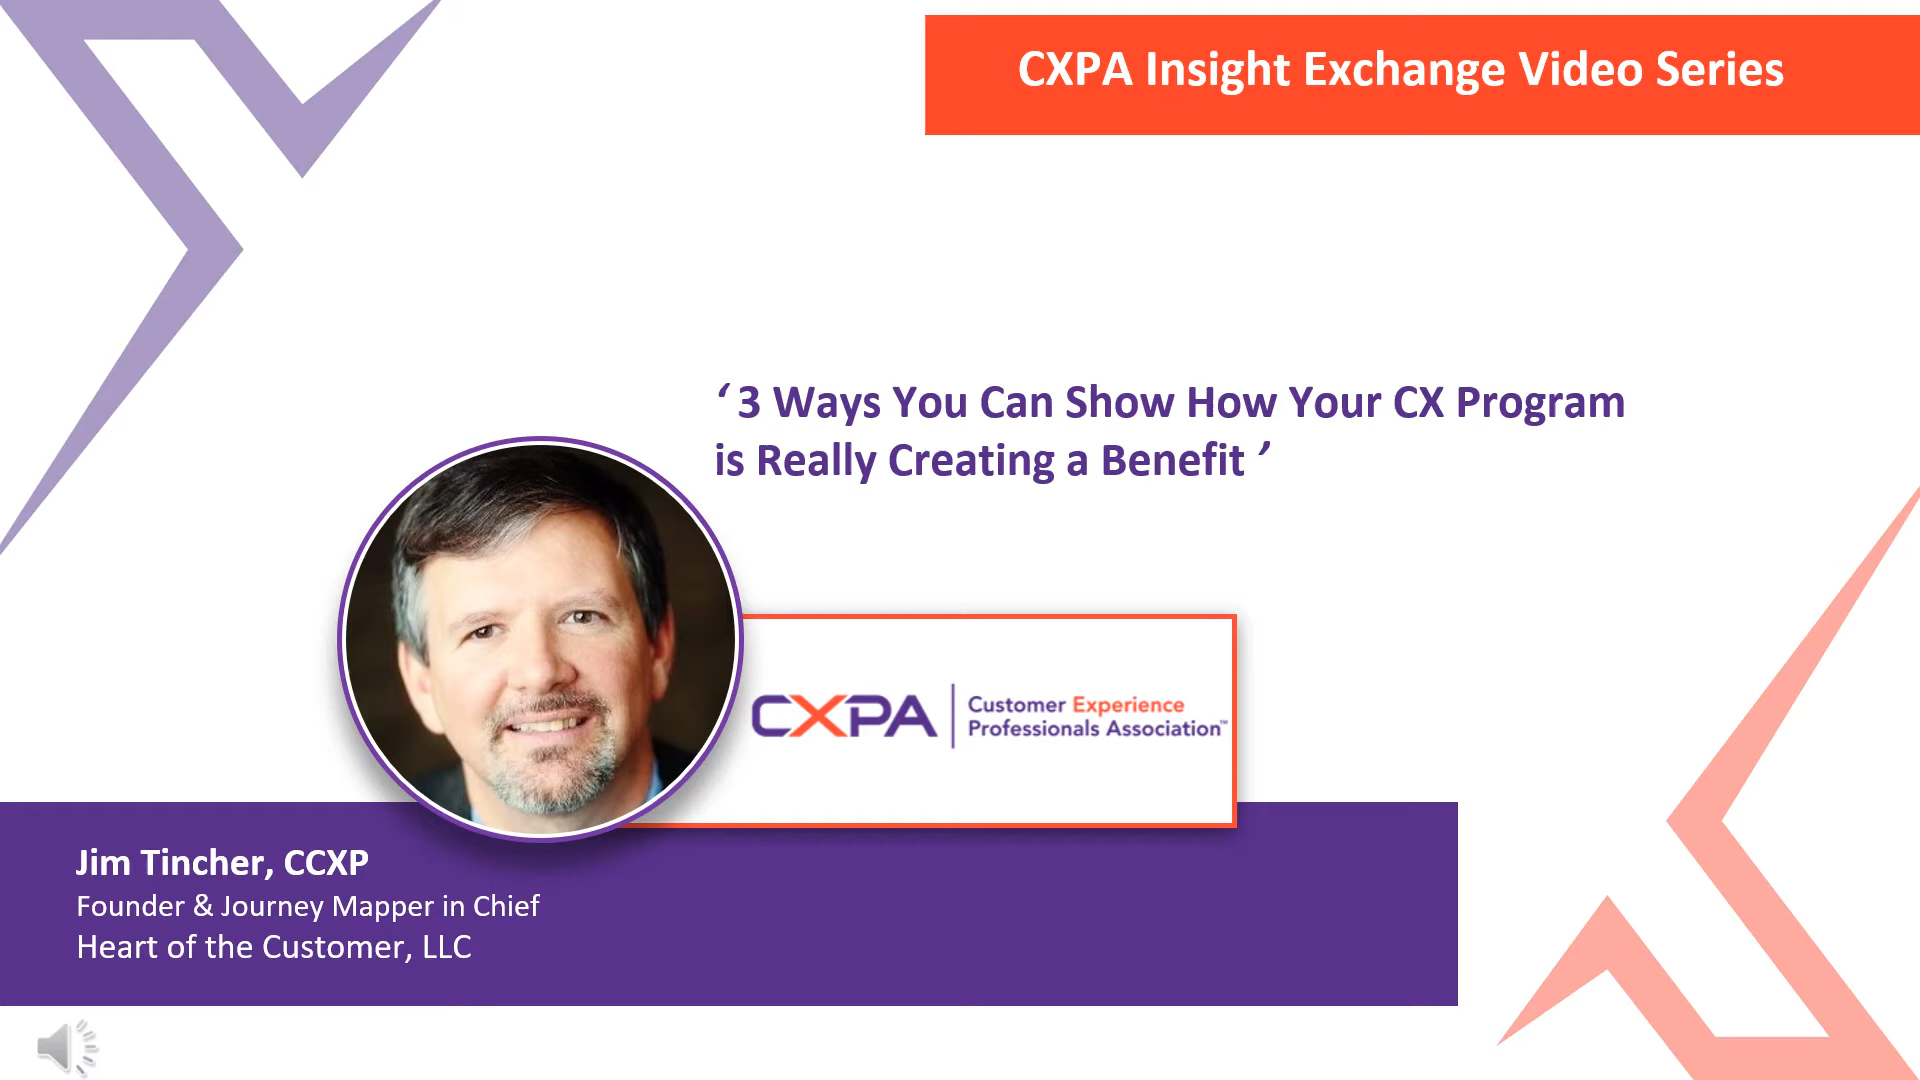 CXPA Insight Exchange Video Series
‘ 3 Ways You Can Show How Your CX Program
is Really Creating a Benefit ’
CXPA
Customer Experience
Professionals Association™
Jim Tincher, CCXP
Founder & Journey Mapper in Chief
Heart of the Customer, LLC